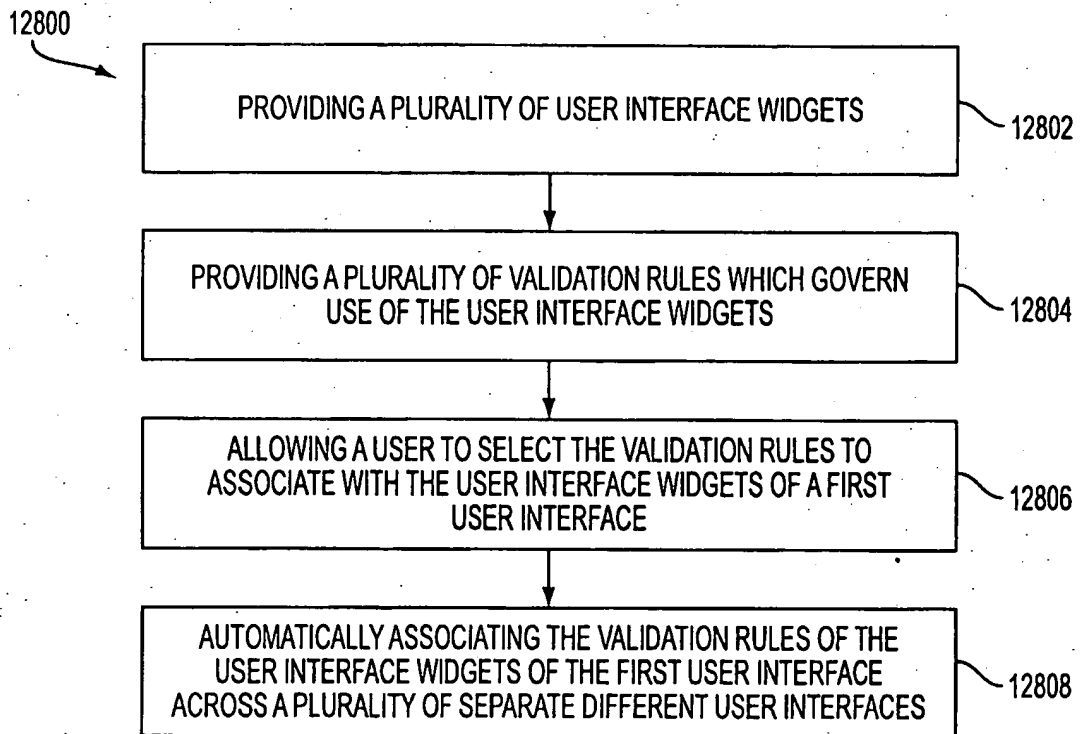 12800
PROVIDING A PLURALITY OF USER INTERFACE WIDGETS
12802
PROVIDING A PLURALITY OF VALIDATION RULES WHICH GOVERN
USE OF THE USER INTERFACE WIDGETS
12804
ALLOWING A USER TO SELECT THE VALIDATION RULES TO
ASSOCIATE WITH THE USER INTERFACE WIDGETS OF A FIRST
USER INTERFACE
12806
AUTOMATICALLY ASSOCIATING THE VALIDATION RULES OF THE
USER INTERFACE WIDGETS OF THE FIRST USER INTERFACE
ACROSS A PLURALITY OF SEPARATE DIFFERENT USER INTERFACES
12808